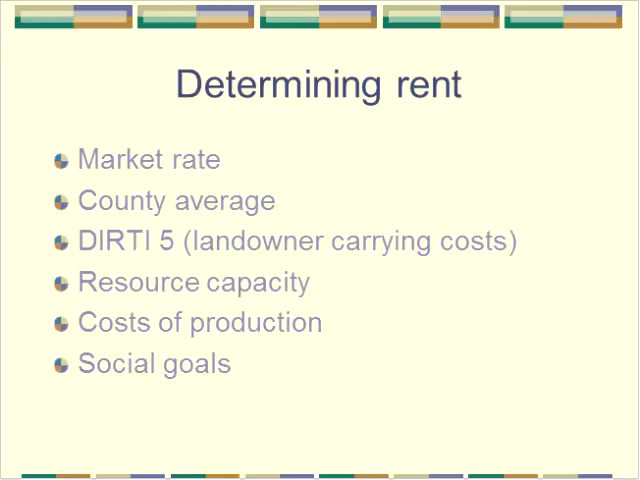 Determining rent
Market rate
County average
DIRTI 5 (landowner carrying costs)
Resource capacity
Costs of production
Social goals